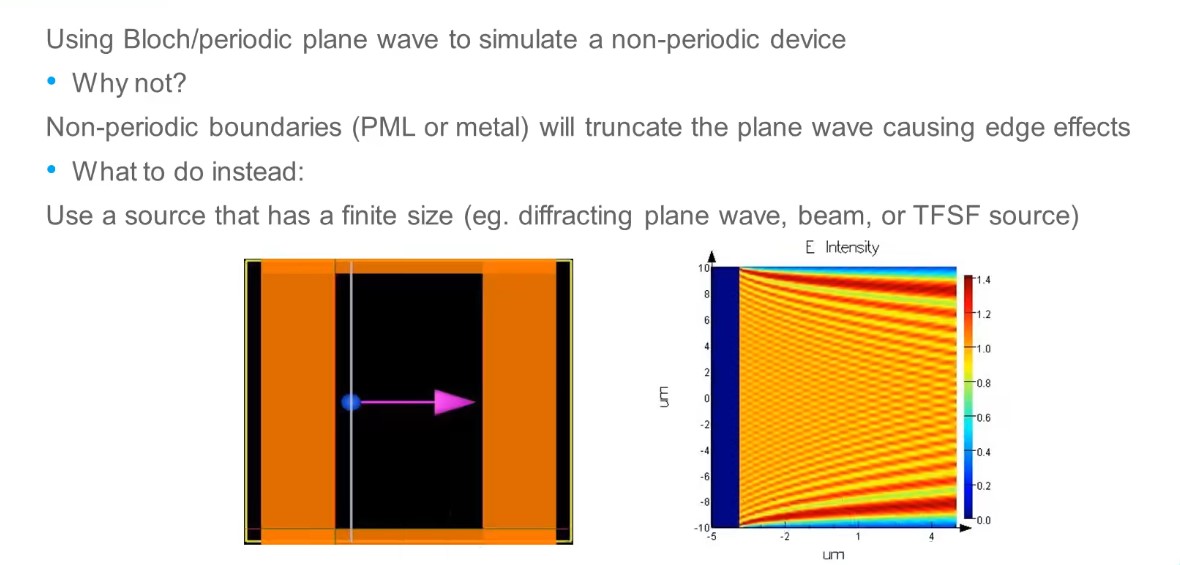 Using Bloch/periodic plane wave to simulate a non-periodic device
• Why not?
Non-periodic boundaries (PML or metal) will truncate the plane wave causing edge effects
• What to do instead:
Use a source that has a finite size (eg. diffracting plane wave, beam, or TFSF source)
E Intensity
10
8
6
4
2
0
-2
-4
-6
-8
-10
um
-5 -2 1 4
um
1.4
1.2
1.0
0.8
0.6
0.4
0.2
0.0